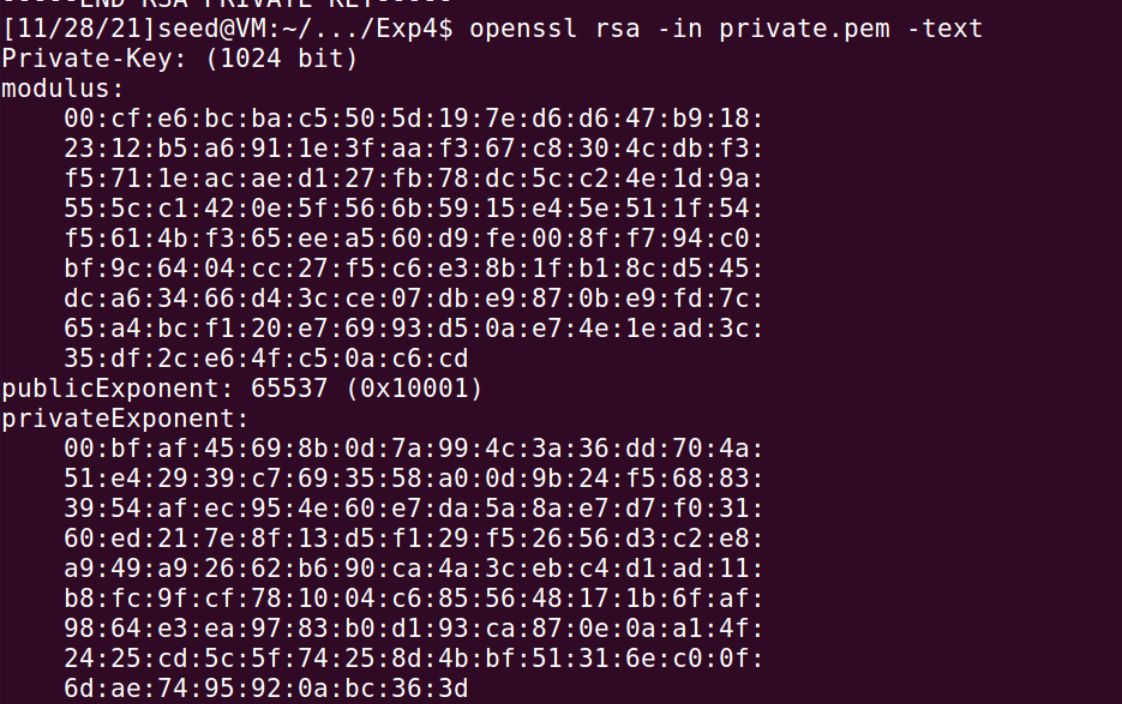 -----END RSA PRIVATE KEY-----
[11/28/21]seed@VM:~/.../Exp4$ openssl rsa -in private.pem -text
Private-Key: (1024 bit)
modulus:
    00:cf:e6:bc:ba:c5:50:5d:19:7e:d6:d6:47:b9:18:
    23:12:b5:a6:91:1e:3f:aa:f3:67:c8:30:4c:db:f3:
    f5:71:1e:ac:ae:d1:27:fb:78:dc:5c:c2:4e:1d:9a:
    55:5c:c1:42:0e:5f:56:6b:59:15:e4:5e:51:1f:54:
    f5:61:4b:f3:65:ee:a5:60:d9:fe:00:8f:f7:94:c0:
    bf:9c:64:04:cc:27:f5:c6:e3:8b:1f:b1:8c:d5:45:
    dc:a6:34:66:d4:3c:ce:07:db:e9:87:0b:e9:fd:7c:
    65:a4:bc:f1:20:e7:69:93:d5:0a:e7:4e:1e:ad:3c:
    35:df:2c:e6:4f:c5:0a:c6:cd
publicExponent: 65537 (0x10001)
privateExponent:
    00:bf:af:45:69:8b:0d:7a:99:4c:3a:36:dd:70:4a:
    51:e4:29:39:c7:69:35:58:a0:0d:9b:24:f5:68:83:
    39:54:af:ec:95:4e:60:e7:da:5a:8a:e7:d7:f0:31:
    60:ed:21:7e:8f:13:d5:f1:29:f5:26:56:d3:c2:e8:
    a9:49:a9:26:62:b6:90:ca:4a:3c:eb:c4:d1:ad:11:
    b8:fc:9f:cf:78:10:04:c6:85:56:48:17:1b:6f:af:
    98:64:e3:ea:97:83:b0:d1:93:ca:87:0e:0a:a1:4f:
    24:25:cd:5c:5f:74:25:8d:4b:bf:51:31:6e:c0:0f:
    6d:ae:74:95:92:0a:bc:36:3d